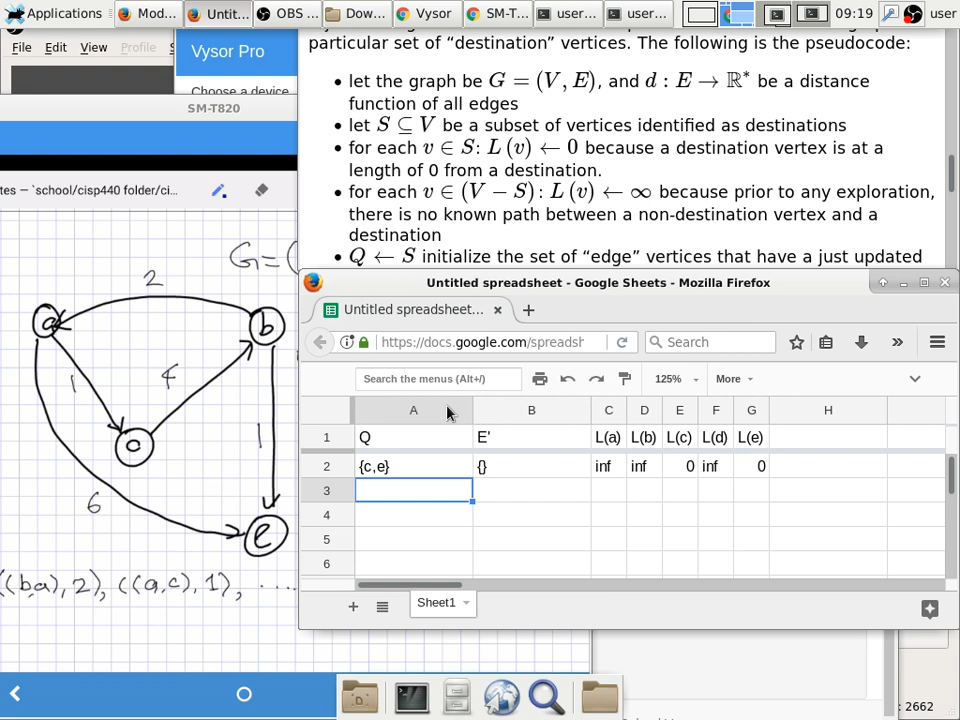 Applications
Mod...
Untit...
OBS ...
Dow...
Vysor
SM-T...
user...
user...
09:19
user
File Edit View Profile
Vysor Pro
Choose a device
SM-T820
tes — `school/cisp440 folder/ci...
particular set of “destination” vertices. The following is the pseudocode:
• let the graph be G = (V, E), and d : E → ℝ* be a distance
function of all edges
• let S ⊆ V be a subset of vertices identified as destinations
• for each v ∈ S: L (v) ← 0 because a destination vertex is at a
length of 0 from a destination.
• for each v ∈ (V − S): L (v) ← ∞ because prior to any exploration,
there is no known path between a non-destination vertex and a
destination
• Q ← S initialize the set of “edge” vertices that have a just updated
G=(
2
a
b
1
4
c
1
6
e
((b,a), 2), ((a,c), 1), ....
Untitled spreadsheet - Google Sheets - Mozilla Firefox
Untitled spreadsheet...
https://docs.google.com/spreadsh
Search
Search the menus (Alt+/)
125%
More
A B C D E F G H
1 Q E' L(a) L(b) L(c) L(d) L(e)
2 {c,e} {} inf inf 0 inf 0
3
4
5
6
Sheet1
: 2662